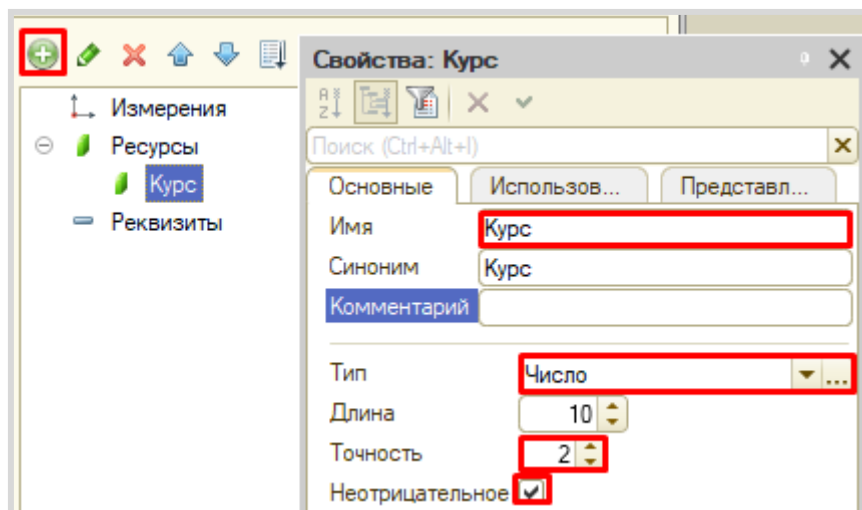 Свойства: Курс
Поиск (Ctrl+Alt+I)
Измерения
Ресурсы
Курс
Реквизиты
Основные
Использов...
Представл...
Имя
Курс
Синоним
Курс
Комментарий
Тип
Число
...
Длина
10
Точность
2
Неотрицательное